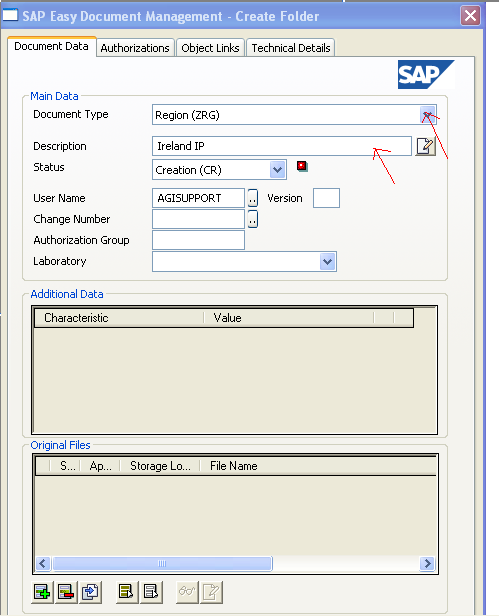 SAP Easy Document Management - Create Folder
Document Data Authorizations Object Links Technical Details
SAP
Main Data
Document Type Region (ZRG)
Description Ireland IP
Status Creation (CR)
User Name AGISUPPORT .. Version
Change Number ..
Authorization Group
Laboratory
Additional Data
Characteristic Value
Original Files
S... Ap... Storage Lo... File Name